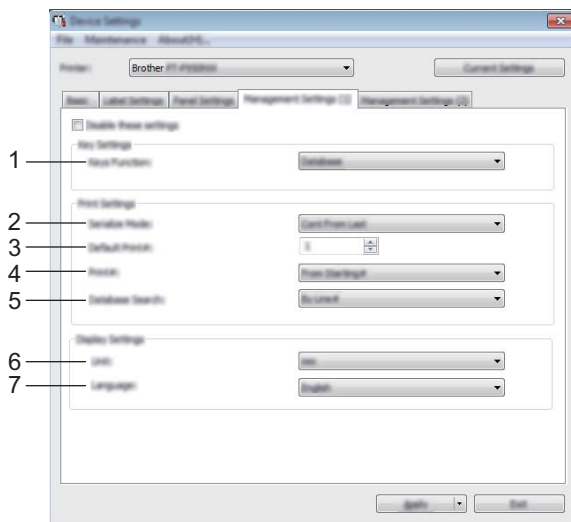 Device Settings
File Maintenance About(H)...
Printer: Brother Current Settings
Basic Label Settings Panel Settings Management Settings (1) Management Settings (2)
Disable these settings
Key Settings
1 Keys Function: Database
Print Settings
2 Serialize Mode: Cont From Last
3 Default Print#: 1
4 Print#: From Starting#
5 Database Search: By Line#
Display Settings
6 Unit:
7 Language: English
Apply Exit